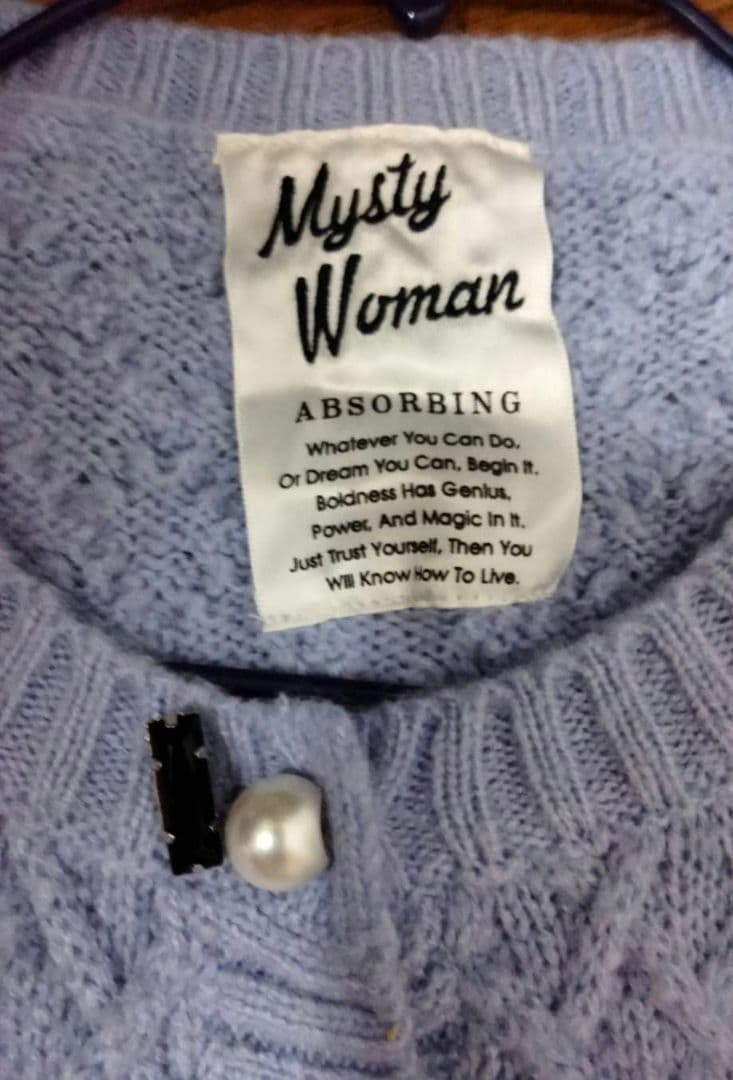 Mysty
Woman
ABSORBING
Whatever You Can Do,
Or Dream You Can, Begin It.
Boldness Has Genius,
Power, And Magic In It.
Just Trust Yourself, Then You
Will Know How To Live.